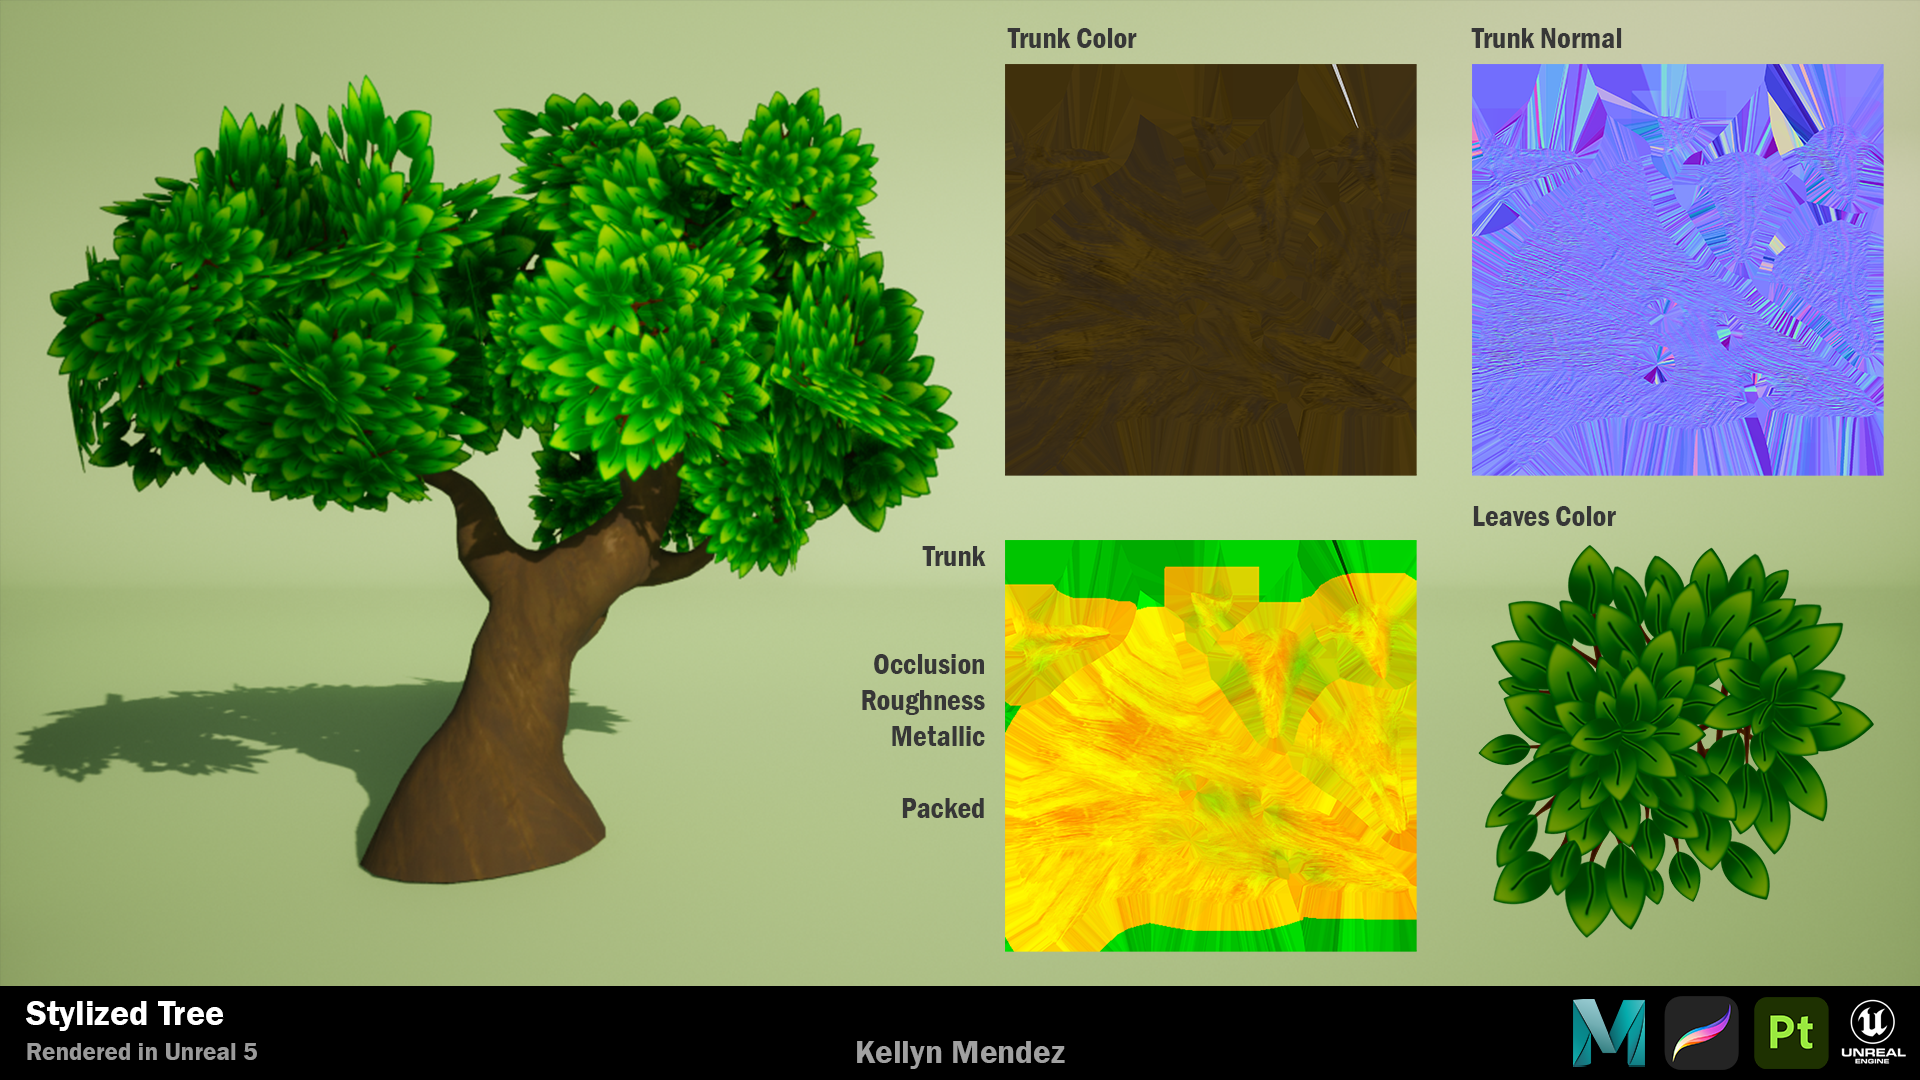 Trunk Color
Trunk Normal
Leaves Color
Trunk
Occlusion
Roughness
Metallic
Packed
Stylized Tree
Rendered in Unreal 5
Kellyn Mendez
M
Pt
UNREAL
ENGINE